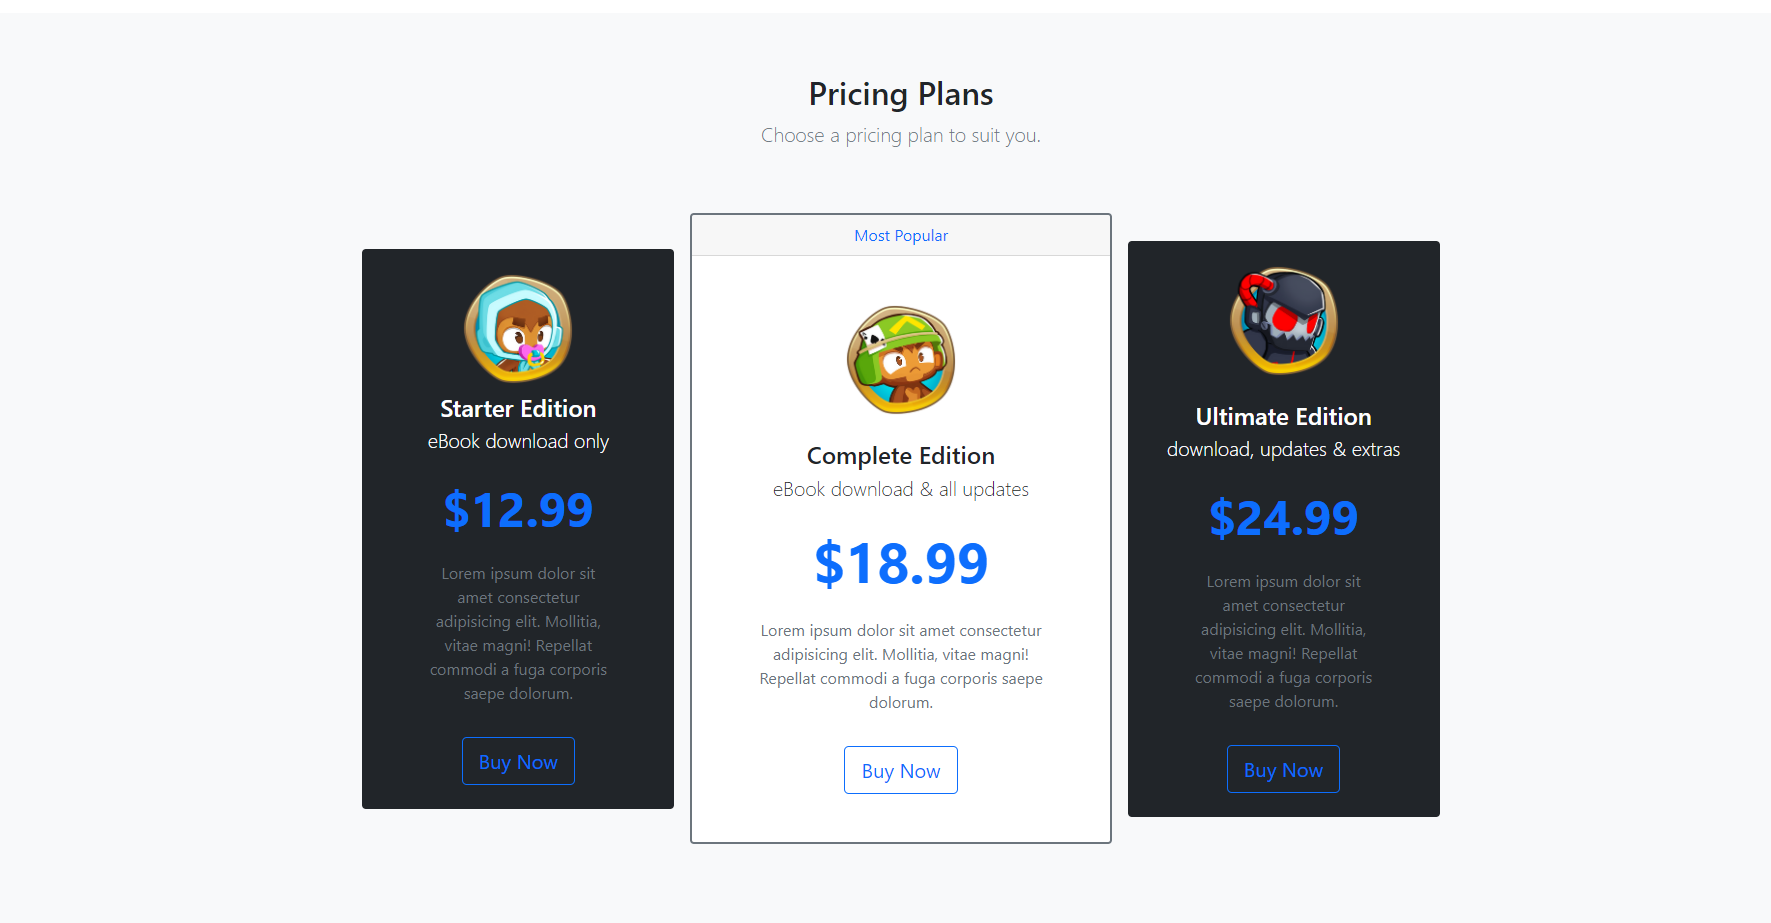 Pricing Plans
Choose a pricing plan to suit you.
Starter Edition
eBook download only
$12.99
Lorem ipsum dolor sit
amet consectetur
adipisicing elit. Mollitia,
vitae magni! Repellat
commodi a fuga corporis
saepe dolorum.
Buy Now
Most Popular
Complete Edition
eBook download & all updates
$18.99
Lorem ipsum dolor sit amet consectetur
adipisicing elit. Mollitia, vitae magni!
Repellat commodi a fuga corporis saepe
dolorum.
Buy Now
Ultimate Edition
download, updates & extras
$24.99
Lorem ipsum dolor sit
amet consectetur
adipisicing elit. Mollitia,
vitae magni! Repellat
commodi a fuga corporis
saepe dolorum.
Buy Now